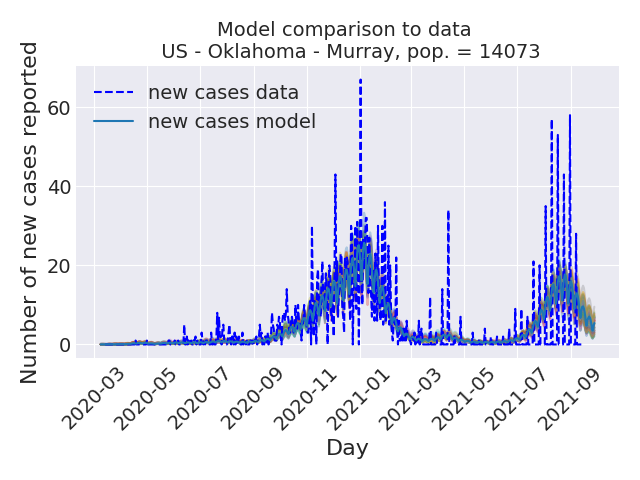 Model comparison to data
US - Oklahoma - Murray, pop. = 14073
Number of new cases reported
60
40
20
0
new cases data
new cases model
2020-03
2020-05
2020-07
2020-09
2020-11
2021-01
2021-03
2021-05
2021-07
2021-09
Day